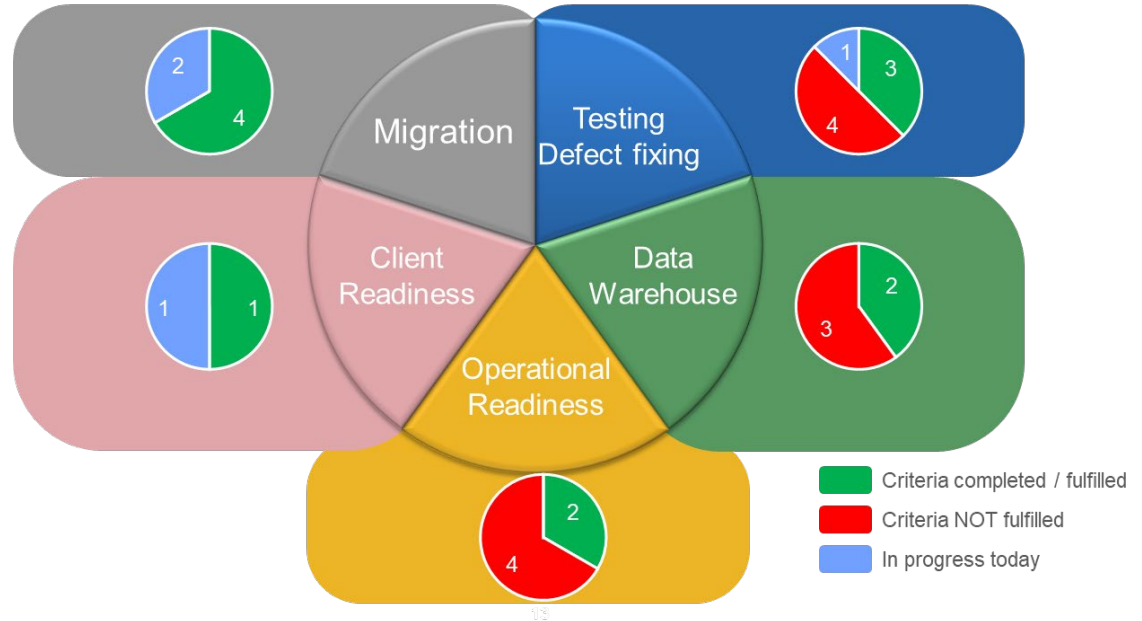 2
4
Migration
Testing
Defect fixing
1
3
4
Client
Readiness
1
1
Data
Warehouse
2
3
Operational
Readiness
2
4
Criteria completed / fulfilled
Criteria NOT fulfilled
In progress today
13